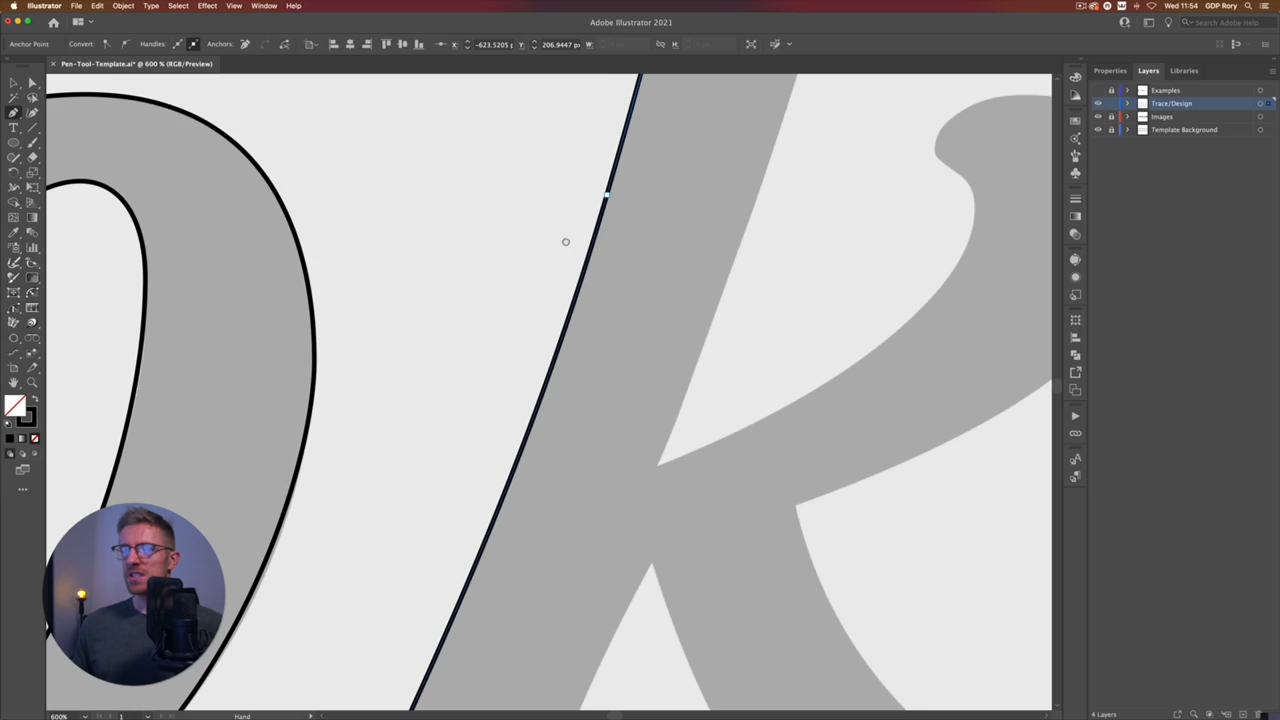 Illustrator File Edit Object Type Select Effect View Window Help
Wed 11:54 GDP Rory
Adobe Illustrator 2021
Search Adobe Help
Anchor Point Convert: Handles: Anchors: X: -623.5205 Y: 206.9447 px W: H:
× Pen-Tool-Template.ai* @ 600 % (RGB/Preview)
Properties Layers Libraries
Examples
Trace/Design
Images
Template Background
600% 1 Hand
4 Layers